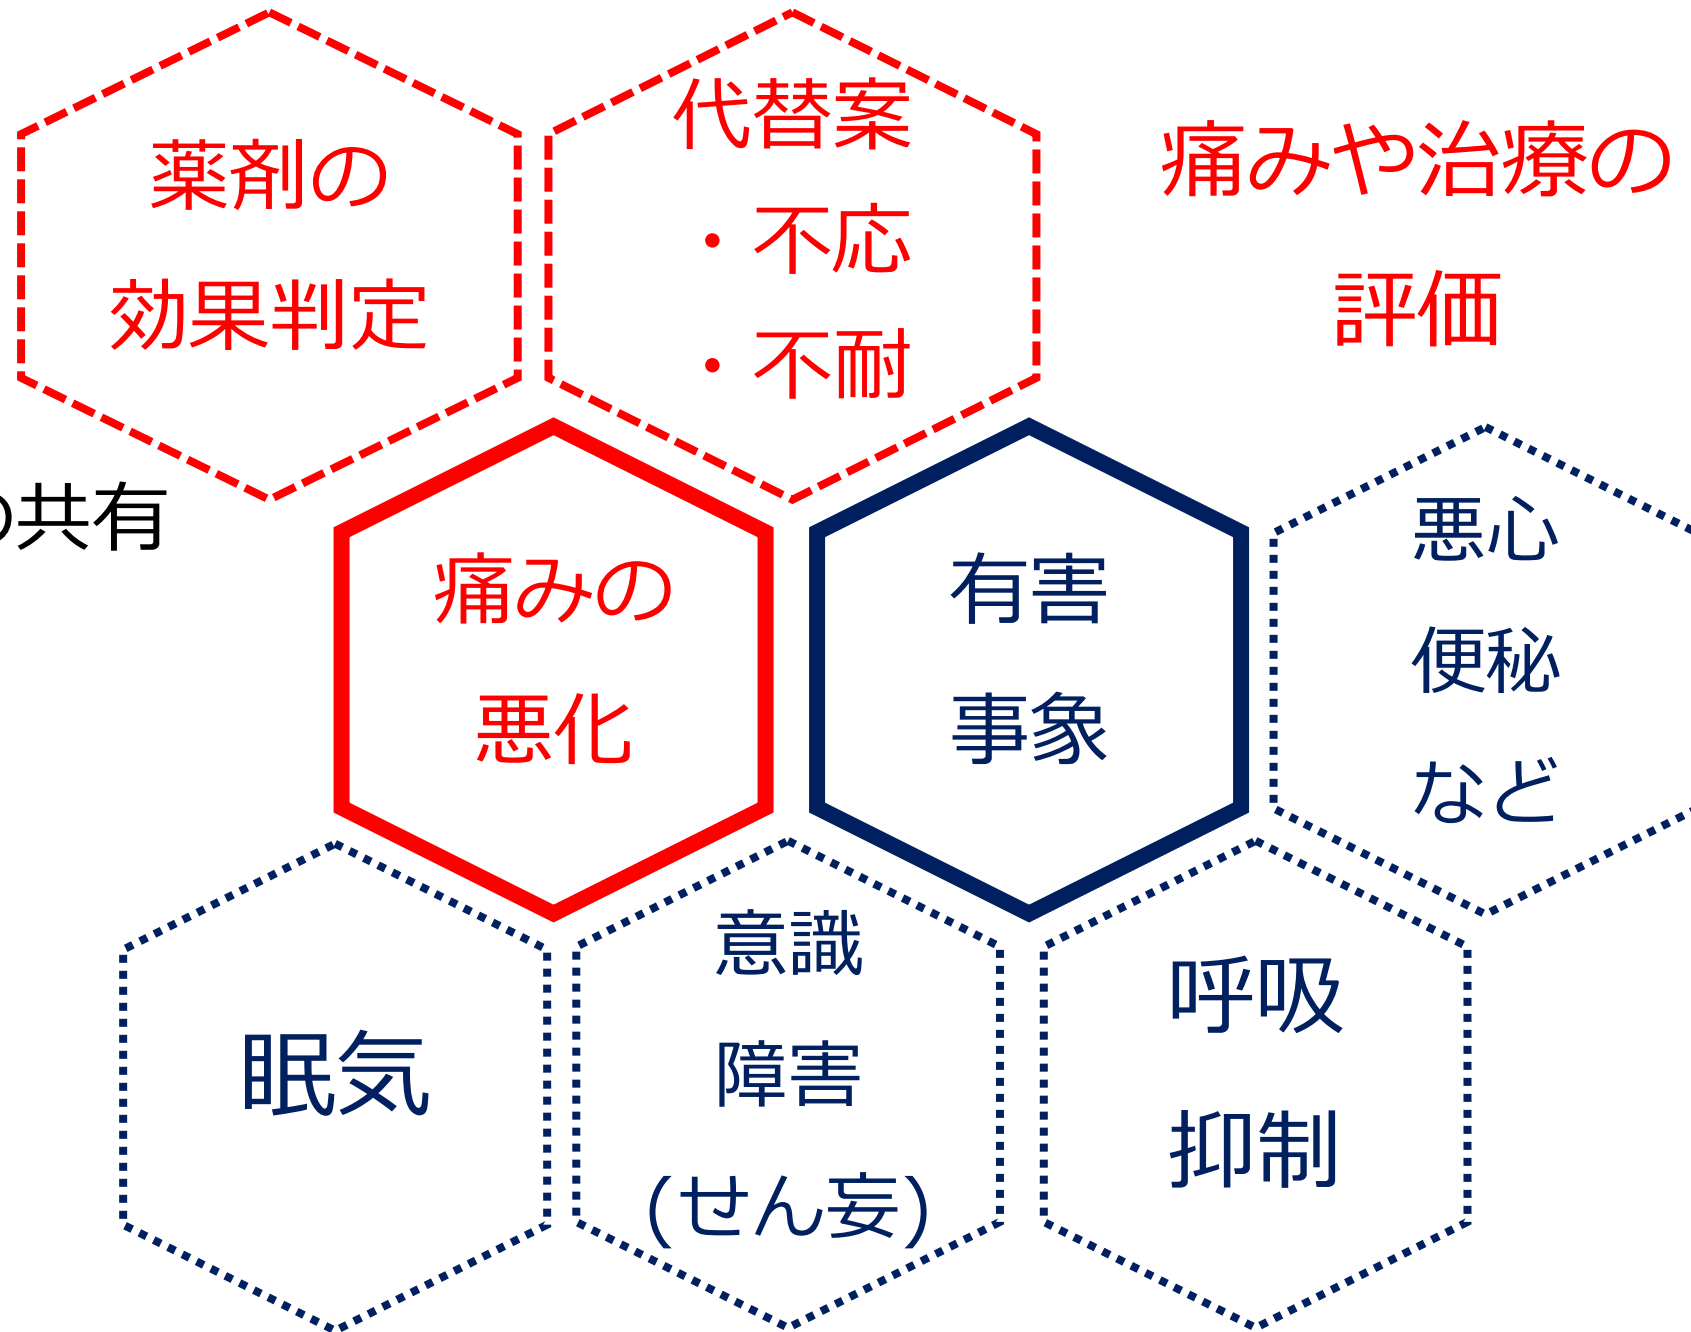 薬剤の
効果判定
代替案
・不応
・不耐
痛みや治療の
評価
の共有
痛みの
悪化
有害
事象
悪心
便秘
など
眠気
意識
障害
(せん妄)
呼吸
抑制